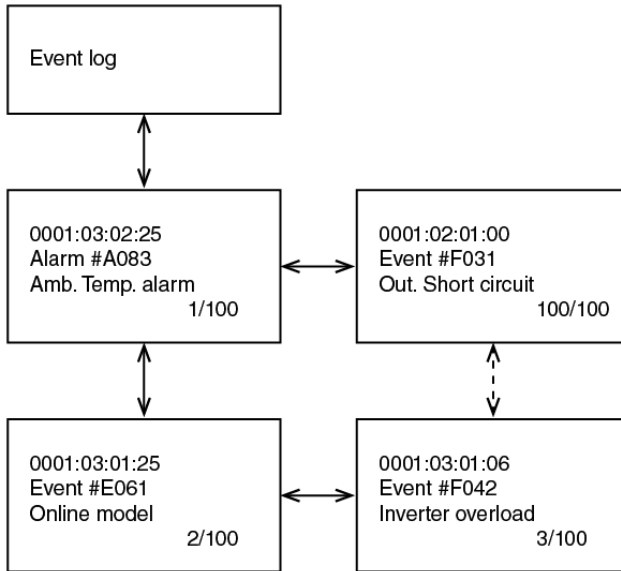 Event log
0001:03:02:25
Alarm #A083
Amb. Temp. alarm
1/100
0001:02:01:00
Event #F031
Out. Short circuit
100/100
0001:03:01:25
Event #E061
Online model
2/100
0001:03:01:06
Event #F042
Inverter overload
3/100